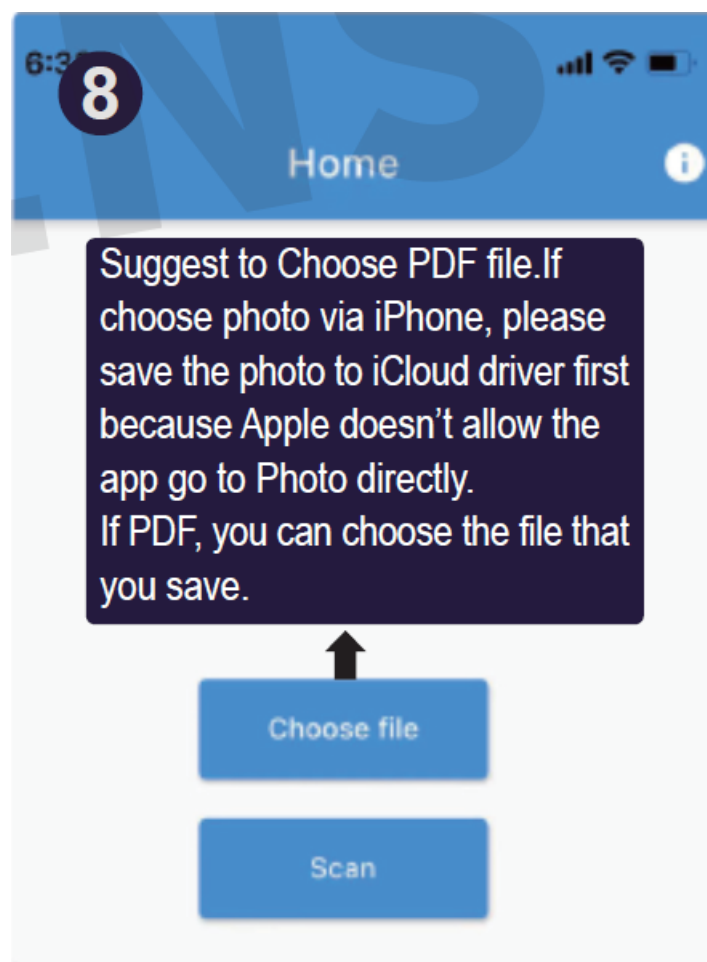 8
Home
Suggest to Choose PDF file.If
choose photo via iPhone, please
save the photo to iCloud driver first
because Apple doesn’t allow the
app go to Photo directly.
If PDF, you can choose the file that
you save.
Choose file
Scan